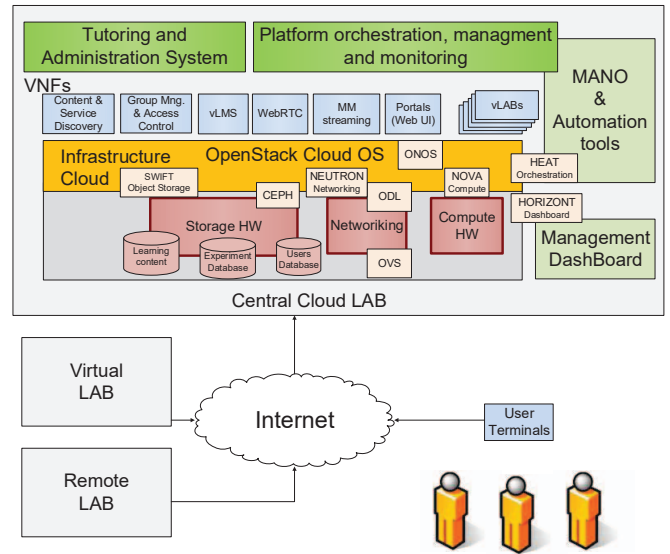 Tutoring and
Administration System
Platform orchestration, managment
and monitoring
MANO
&
Automation
tools
VNFs
Content &
Service
Discovery
Group Mng.
& Access
Control
vLMS
WebRTC
MM
streaming
Portals
(Web UI)
vLABs
Infrastructure
Cloud
OpenStack Cloud OS
ONOS
HEAT
Orchestration
SWIFT
Object Storage
CEPH
NEUTRON
Networking
ODL
NOVA
Compute
HORIZONT
Dashboard
Storage HW
Networiking
Compute
HW
Learning
content
Experiment
Database
Users
Database
OVS
Management
DashBoard
Central Cloud LAB
Virtual
LAB
Internet
User
Terminals
Remote
LAB